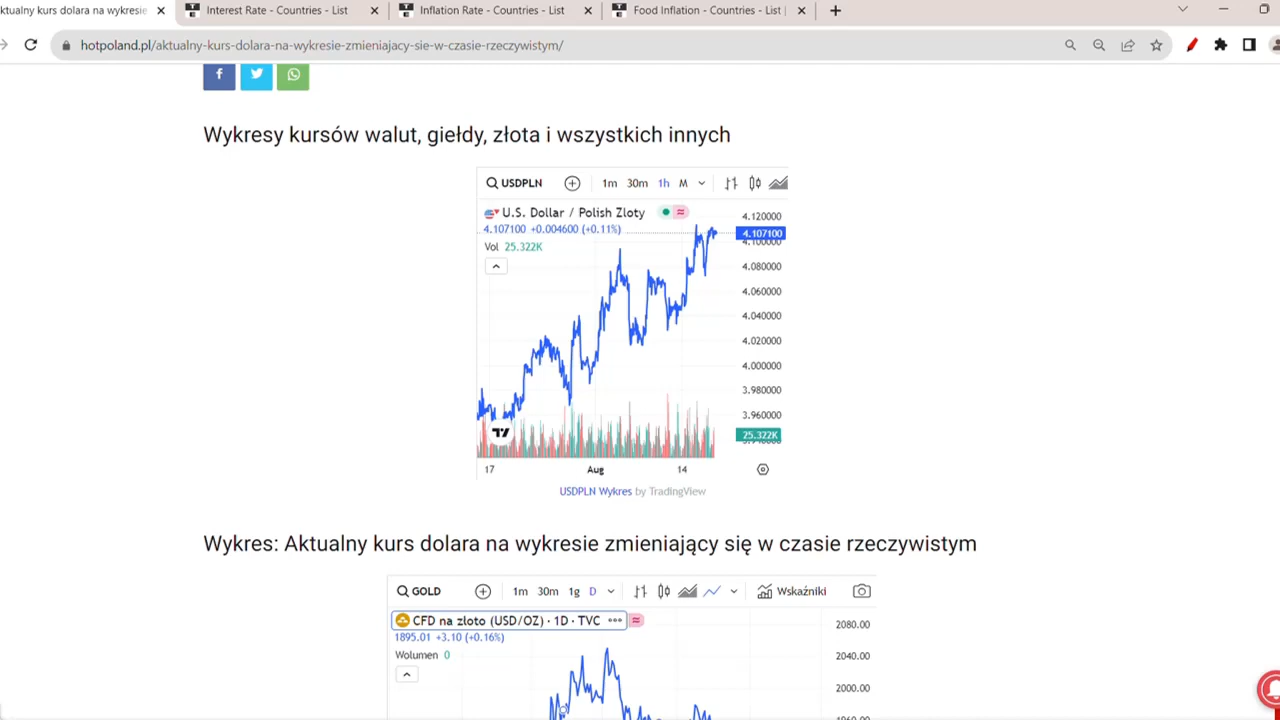 ktualny kurs dolara na wykresie
Interest Rate - Countries - List
Inflation Rate - Countries - List
Food Inflation - Countries - List |
hotpoland.pl/aktualny-kurs-dolara-na-wykresie-zmieniajacy-sie-w-czasie-rzeczywistym/
Wykresy kursów walut, giełdy, złota i wszystkich innych
USDPLN 1m 30m 1h M
U.S. Dollar / Polish Zloty
4.107100 +0.004600 (+0.11%)
Vol 25.322K
4.120000
4.107100
4.100000
4.080000
4.060000
4.040000
4.020000
4.000000
3.980000
3.960000
25.322K
17 Aug 14
USDPLN Wykres by TradingView
Wykres: Aktualny kurs dolara na wykresie zmieniający się w czasie rzeczywistym
GOLD 1m 30m 1g D Wskaźniki
CFD na złoto (USD/OZ) · 1D · TVC
1895.01 +3.10 (+0.16%)
Wolumen 0
2080.00
2040.00
2000.00